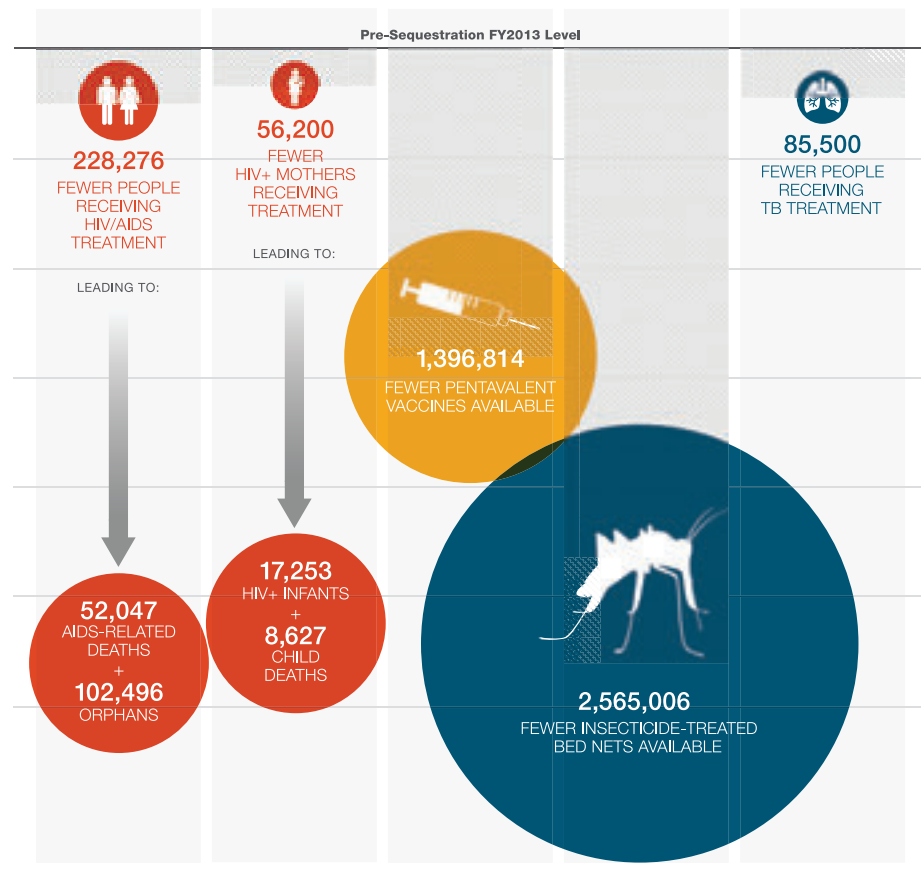 Pre-Sequestration FY2013 Level
228,276
FEWER PEOPLE
RECEIVING
HIV/AIDS
TREATMENT
LEADING TO:
52,047
AIDS-RELATED
DEATHS
+
102,496
ORPHANS
56,200
FEWER
HIV+ MOTHERS
RECEIVING
TREATMENT
LEADING TO:
17,253
HIV+ INFANTS
+
8,627
CHILD
DEATHS
1,396,814
FEWER PENTAVALENT
VACCINES AVAILABLE
2,565,006
FEWER INSECTICIDE-TREATED
BED NETS AVAILABLE
85,500
FEWER PEOPLE
RECEIVING
TB TREATMENT